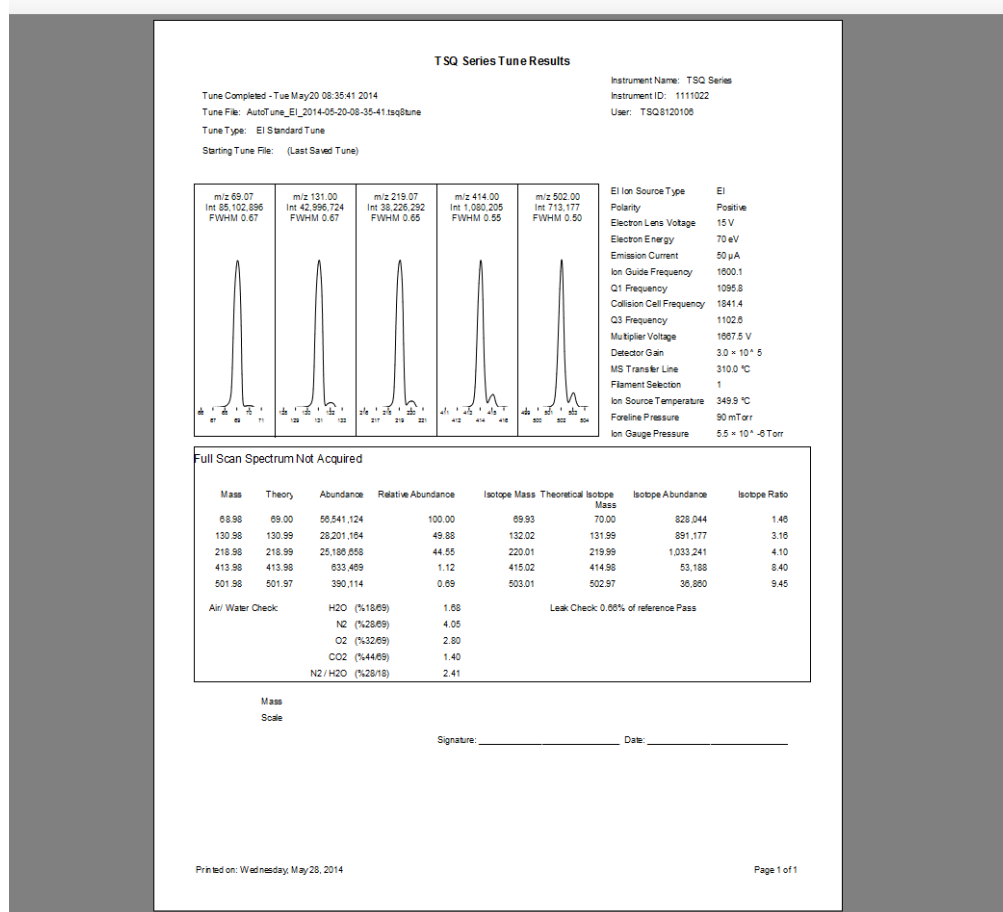 TSQ Series Tune Results
Instrument Name: TSQ Series
Tune Completed - Tue May20 08:35:41 2014
Instrument ID: 1111022
Tune File: AutoTune_EI_2014-05-20-08-35-41.tsq8tune
User: TSQ8120106
Tune Type: EI Standard Tune
Starting Tune File: (Last Saved Tune)
m/z 69.07 m/z 131.00 m/z 219.07 m/z 414.00 m/z 502.00
Int 85,102,896 Int 42,996,724 Int 38,226,292 Int 1,080,205 Int 713,177
FWHM 0.67 FWHM 0.67 FWHM 0.65 FWHM 0.55 FWHM 0.50
EI Ion Source Type EI
Polarity Positive
Electron Lens Voltage 15 V
Electron Energy 70 eV
Emission Current 50 µA
Ion Guide Frequency 1600.1
Q1 Frequency 1095.8
Collision Cell Frequency 1841.4
Q3 Frequency 1102.6
Multiplier Voltage 1667.5 V
Detector Gain 3.0 × 10^ 5
MS Transfer Line 310.0 °C
Filament Selection 1
Ion Source Temperature 349.9 °C
Foreline Pressure 90 mTorr
Ion Gauge Pressure 5.5 × 10^ -6 Torr
67 69 71 129 131 133 217 219 221 412 414 416 500 502 504
Full Scan Spectrum Not Acquired
Mass Theory Abundance Relative Abundance Isotope Mass Theoretical Isotope Mass Isotope Abundance Isotope Ratio
68.98 69.00 56,541,124 100.00 69.93 70.00 828,044 1.46
130.98 130.99 28,201,164 49.88 132.02 131.99 891,177 3.16
218.98 218.99 25,186,658 44.55 220.01 219.99 1,033,241 4.10
413.98 413.98 633,469 1.12 415.02 414.98 53,188 8.40
501.98 501.97 390,114 0.69 503.01 502.97 36,860 9.45
Air/ Water Check: H2O (%18/69) 1.68 Leak Check: 0.66% of reference Pass
N2 (%28/69) 4.05
O2 (%32/69) 2.80
CO2 (%44/69) 1.40
N2 / H2O (%28/18) 2.41
Mass
Scale
Signature: Date:
Printed on: Wednesday, May 28, 2014
Page 1 of 1